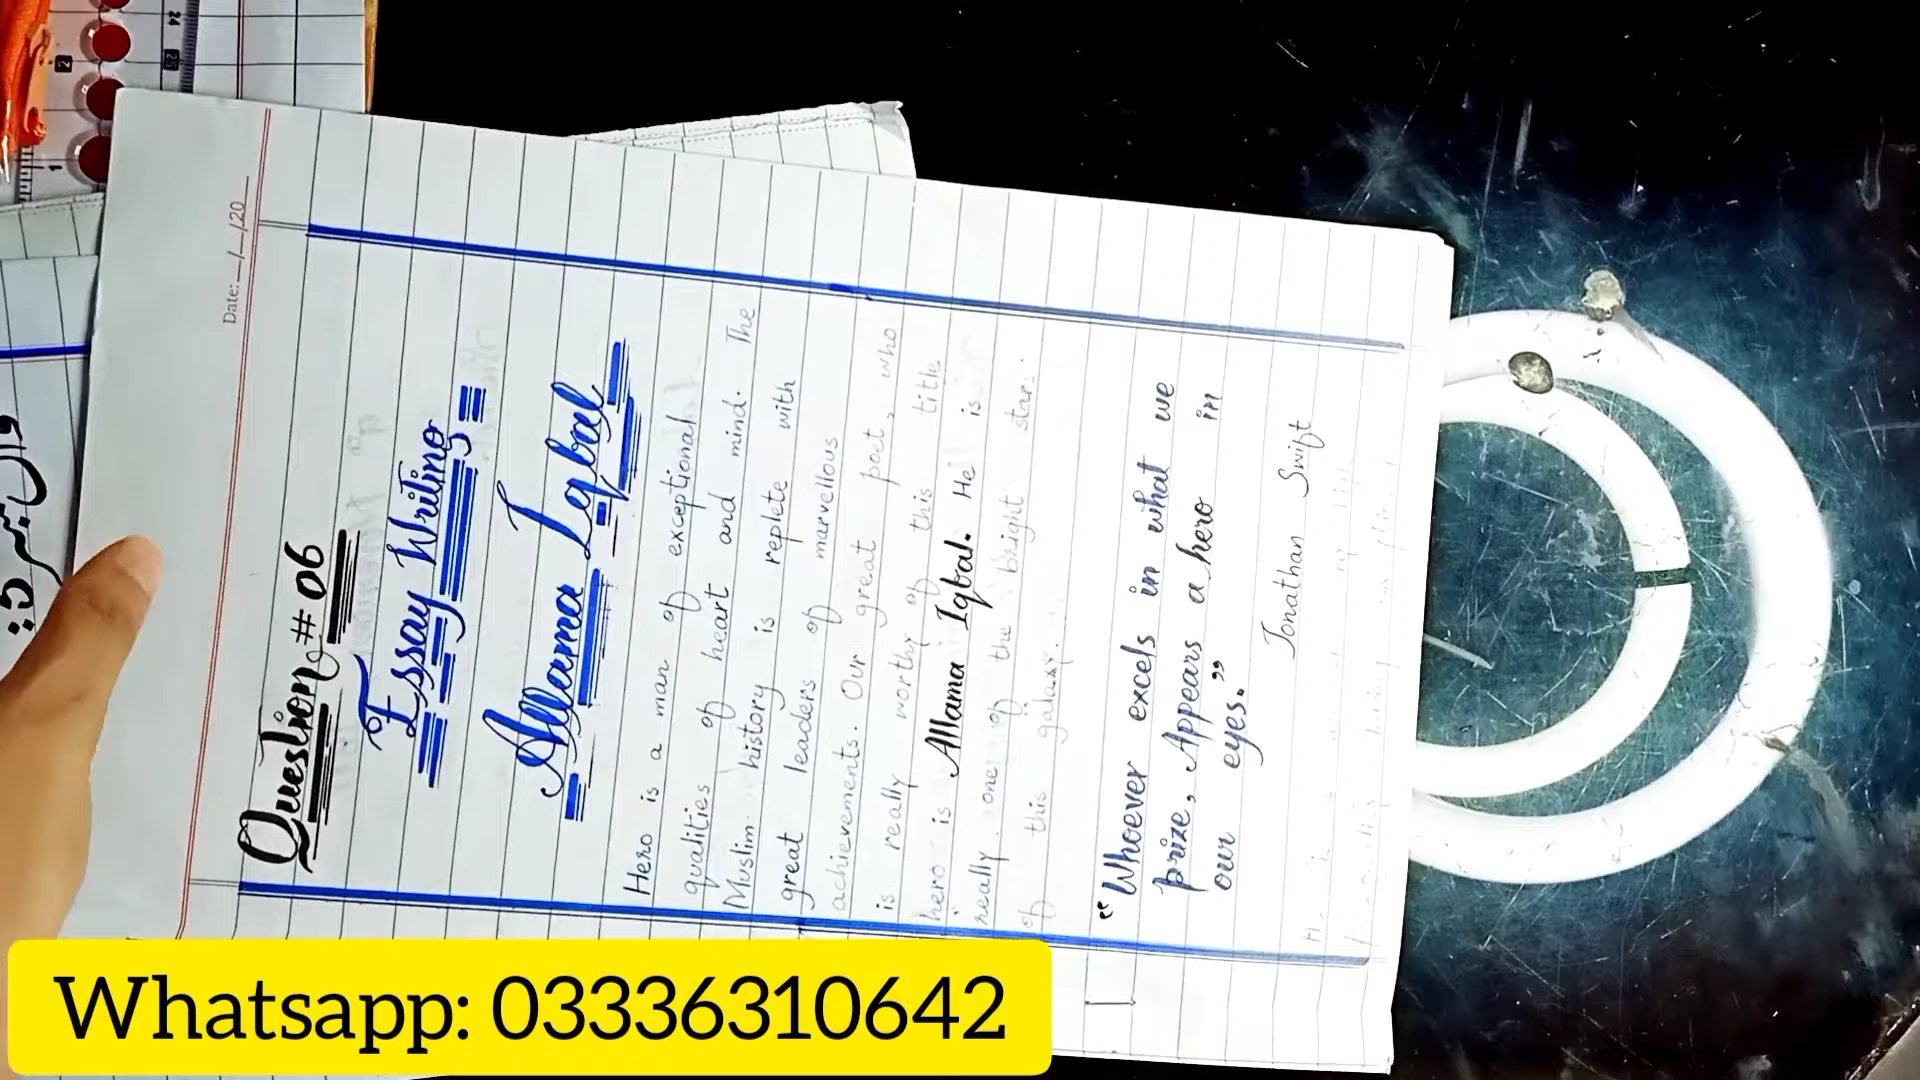 Date: _/_/20_
Question # 06
Essay Writing
Allama Iqbal
Hero is a man of exceptional
qualities of heart and mind. The
Muslim history is replete with
great leaders of marvellous
achievements. Our great poet, who
is really worthy of this title
hero is Allama Iqbal. He is
really one of the bright star
of this galaxy.
“Whoever excels in what we
prize, Appears a hero in
our eyes.”
Jonathan Swift
Whatsapp: 03336310642